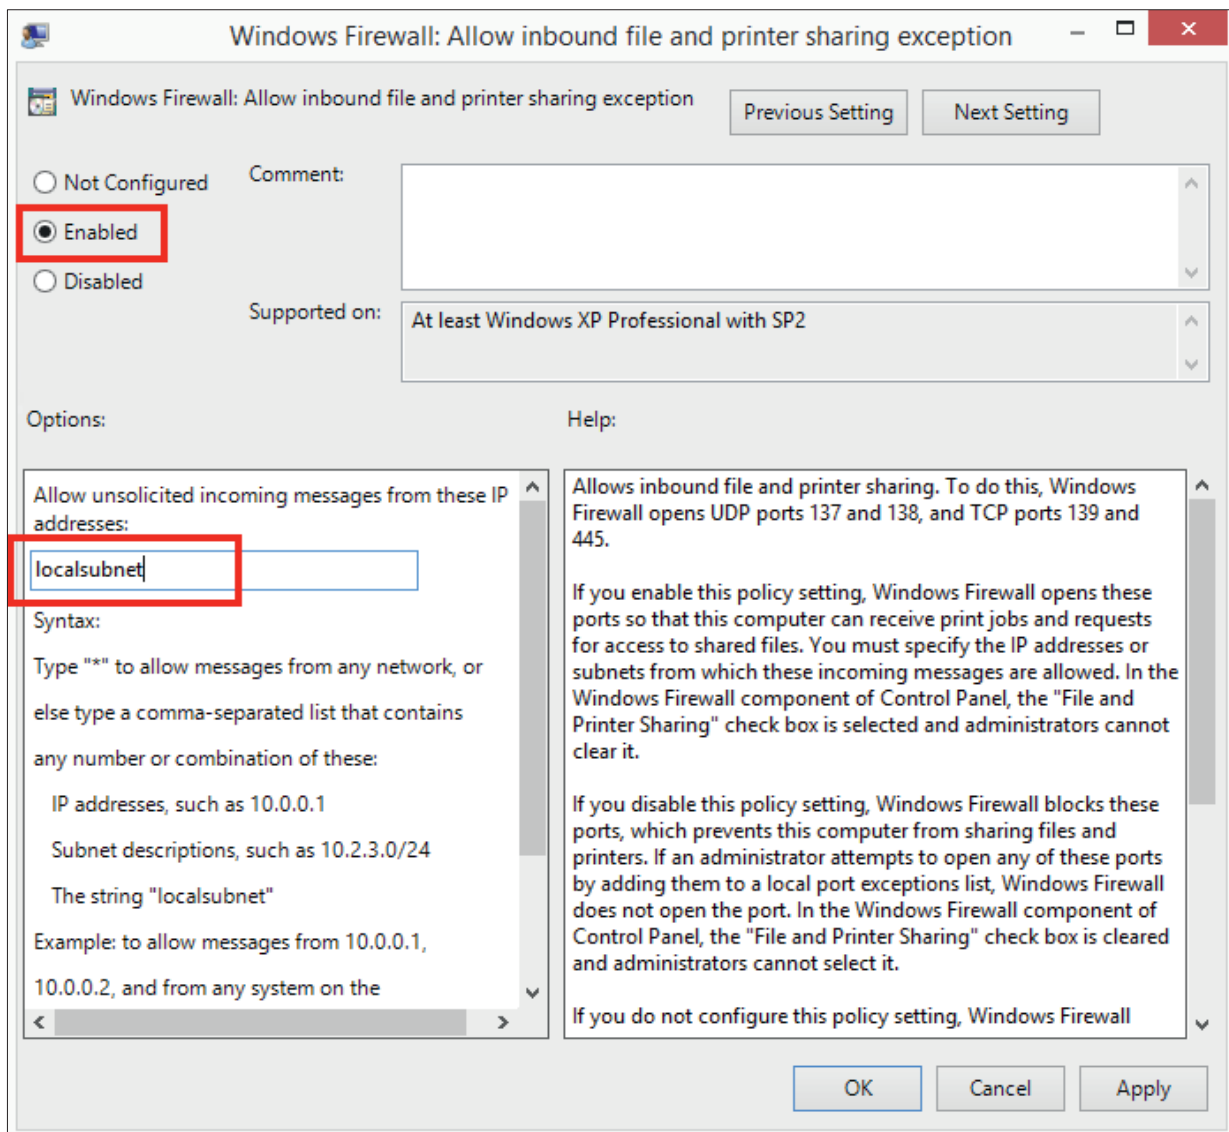 Windows Firewall: Allow inbound file and printer sharing exception
Windows Firewall: Allow inbound file and printer sharing exception
Previous Setting
Next Setting
Not Configured
Enabled
Disabled
Comment:
Supported on:
At least Windows XP Professional with SP2
Options:
Help:
Allow unsolicited incoming messages from these IP
addresses:
localsubnet
Syntax:
Type "*" to allow messages from any network, or
else type a comma-separated list that contains
any number or combination of these:
IP addresses, such as 10.0.0.1
Subnet descriptions, such as 10.2.3.0/24
The string "localsubnet"
Example: to allow messages from 10.0.0.1,
10.0.0.2, and from any system on the
Allows inbound file and printer sharing. To do this, Windows
Firewall opens UDP ports 137 and 138, and TCP ports 139 and
445.
If you enable this policy setting, Windows Firewall opens these
ports so that this computer can receive print jobs and requests
for access to shared files. You must specify the IP addresses or
subnets from which these incoming messages are allowed. In the
Windows Firewall component of Control Panel, the "File and
Printer Sharing" check box is selected and administrators cannot
clear it.
If you disable this policy setting, Windows Firewall blocks these
ports, which prevents this computer from sharing files and
printers. If an administrator attempts to open any of these ports
by adding them to a local port exceptions list, Windows Firewall
does not open the port. In the Windows Firewall component of
Control Panel, the "File and Printer Sharing" check box is cleared
and administrators cannot select it.
If you do not configure this policy setting, Windows Firewall
OK
Cancel
Apply